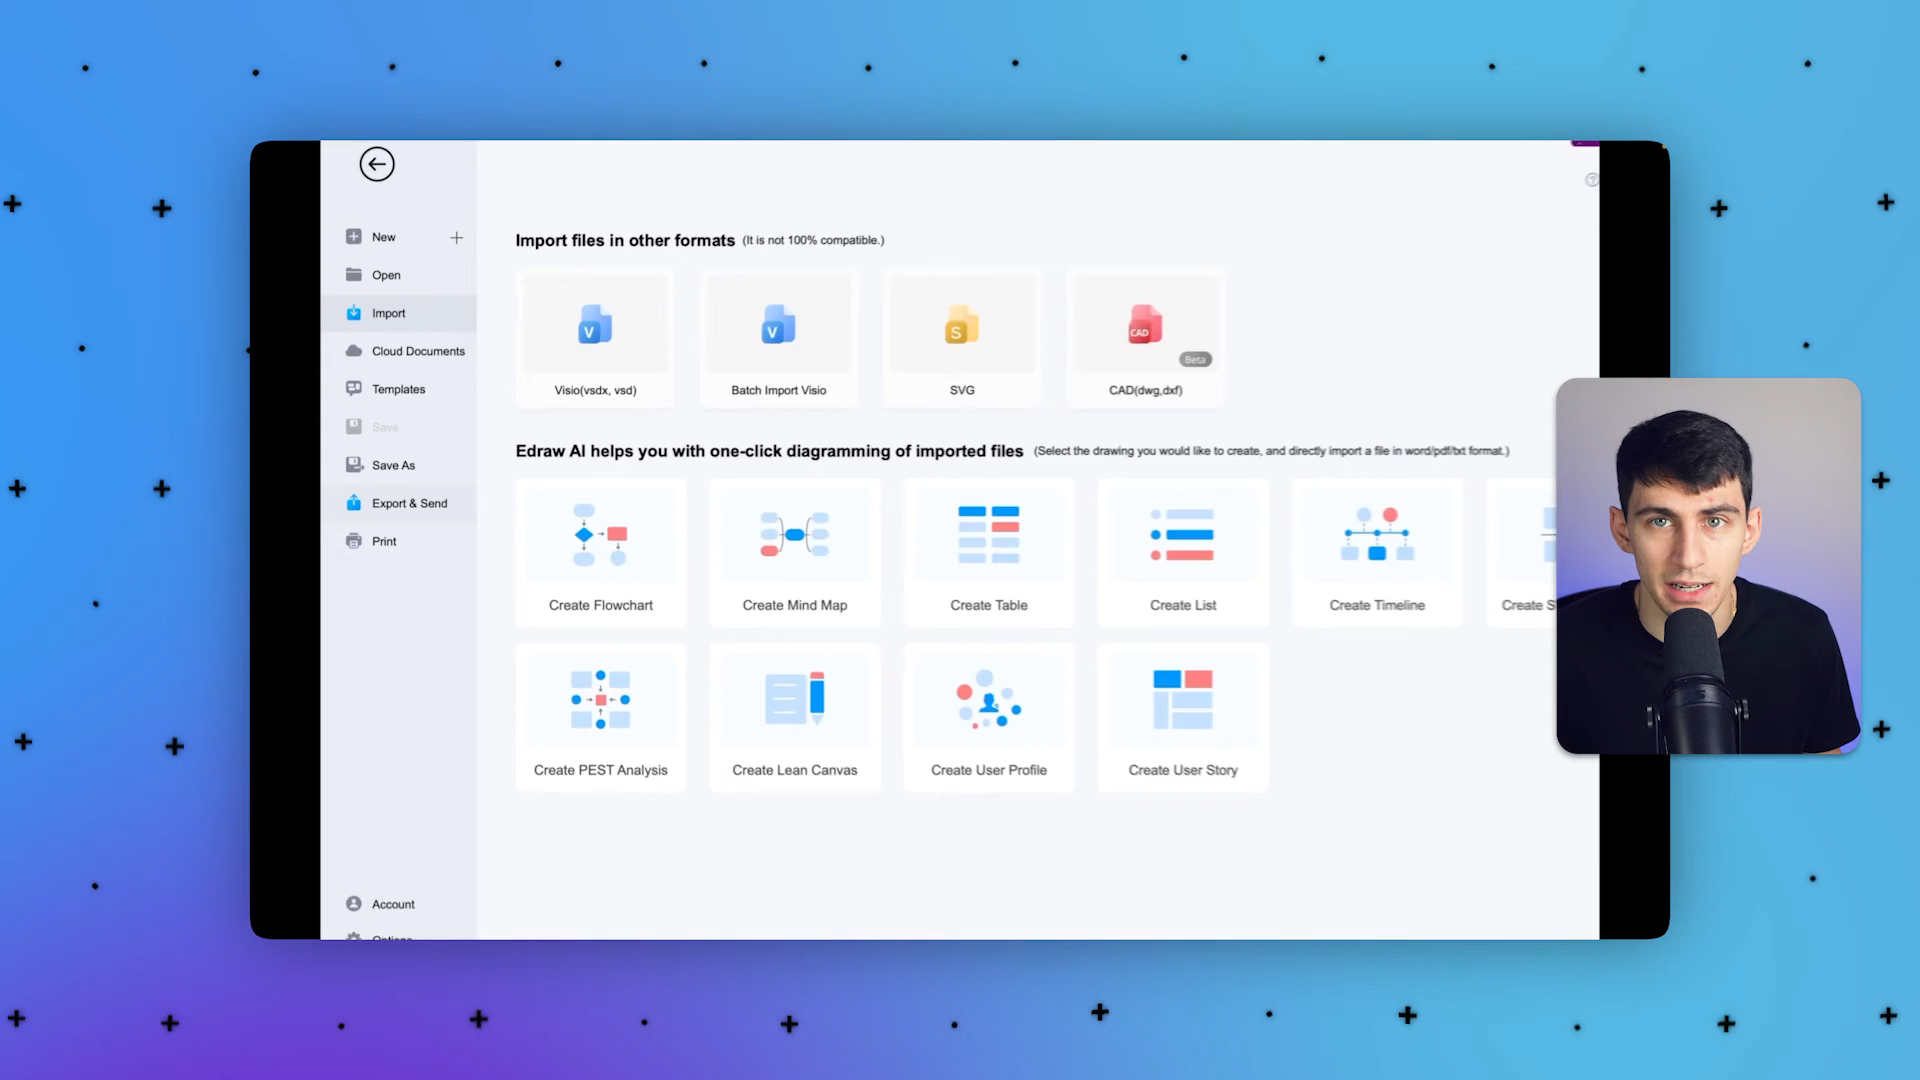 New
Open
Import
Cloud Documents
Templates
Save
Save As
Export & Send
Print
Account
Options
Import files in other formats (It is not 100% compatible.)
V
Visio(vsdx, vsd)
V
Batch Import Visio
S
SVG
CAD
Beta
CAD(dwg,dxf)
Edraw AI helps you with one-click diagramming of imported files (Select the drawing you would like to create, and directly import a file in word/pdf/txt format.)
Create Flowchart
Create Mind Map
Create Table
Create List
Create Timeline
Create S
Create PEST Analysis
Create Lean Canvas
Create User Profile
Create User Story